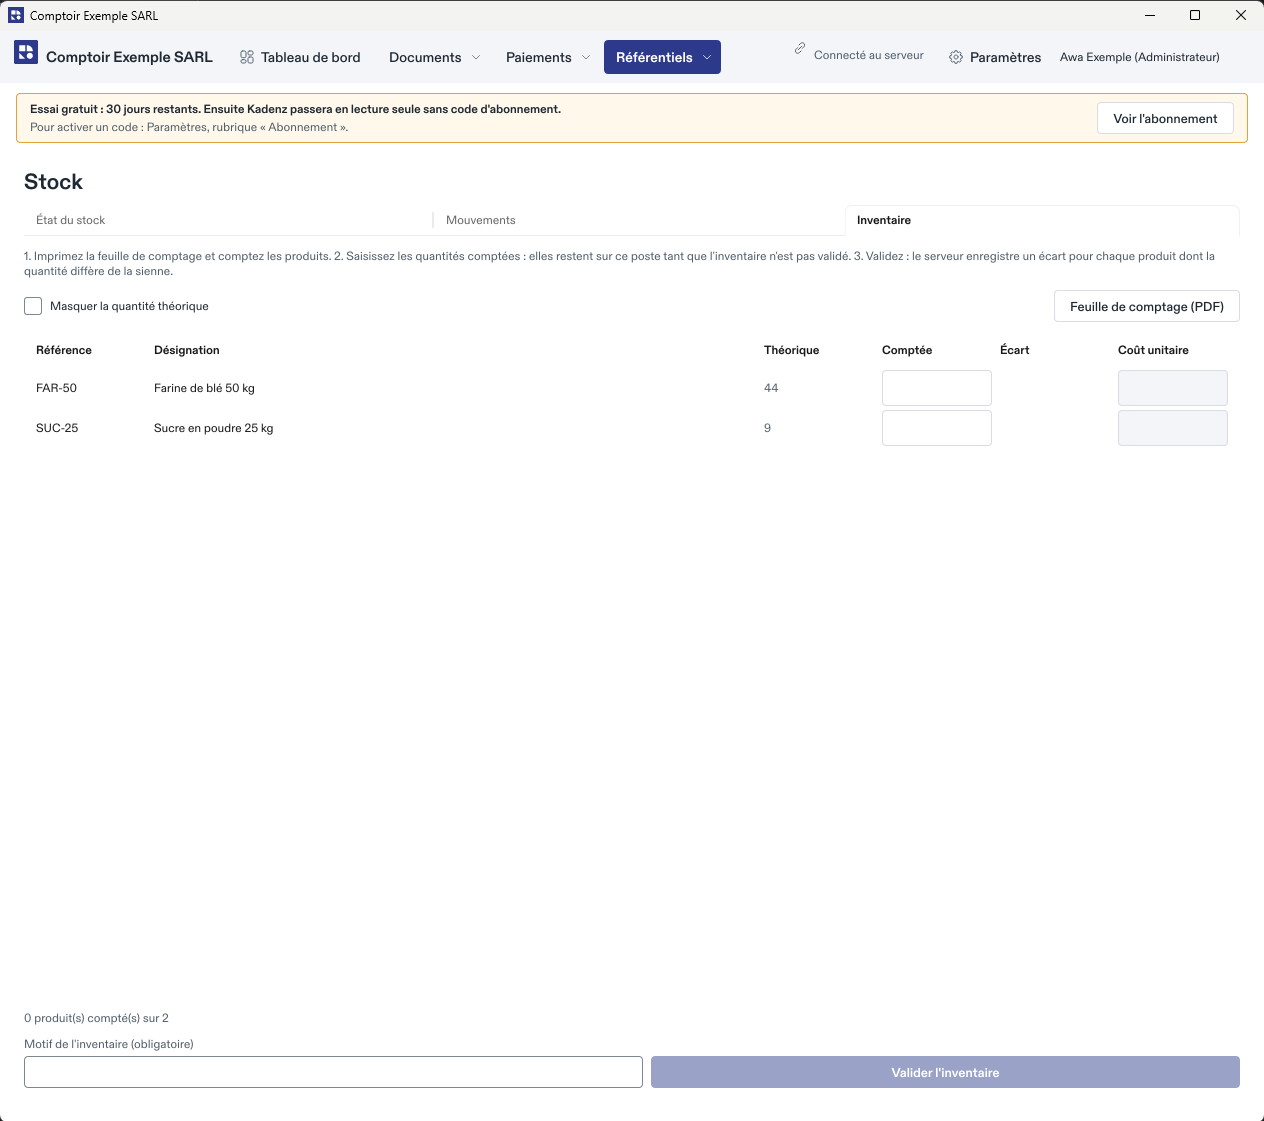 Comptoir Exemple SARL
Comptoir Exemple SARL
Tableau de bord
Documents
Paiements
Référentiels
Connecté au serveur
Paramètres
Awa Exemple (Administrateur)
Essai gratuit : 30 jours restants. Ensuite Kadenz passera en lecture seule sans code d'abonnement.
Pour activer un code : Paramètres, rubrique « Abonnement ».
Voir l'abonnement
Stock
État du stock
Mouvements
Inventaire
1. Imprimez la feuille de comptage et comptez les produits. 2. Saisissez les quantités comptées : elles restent sur ce poste tant que l'inventaire n'est pas validé. 3. Validez : le serveur enregistre un écart pour chaque produit dont la
quantité diffère de la sienne.
Masquer la quantité théorique
Feuille de comptage (PDF)
Référence Désignation Théorique Comptée Écart Coût unitaire
FAR-50 Farine de blé 50 kg 44
SUC-25 Sucre en poudre 25 kg 9
0 produit(s) compté(s) sur 2
Motif de l'inventaire (obligatoire)
Valider l'inventaire